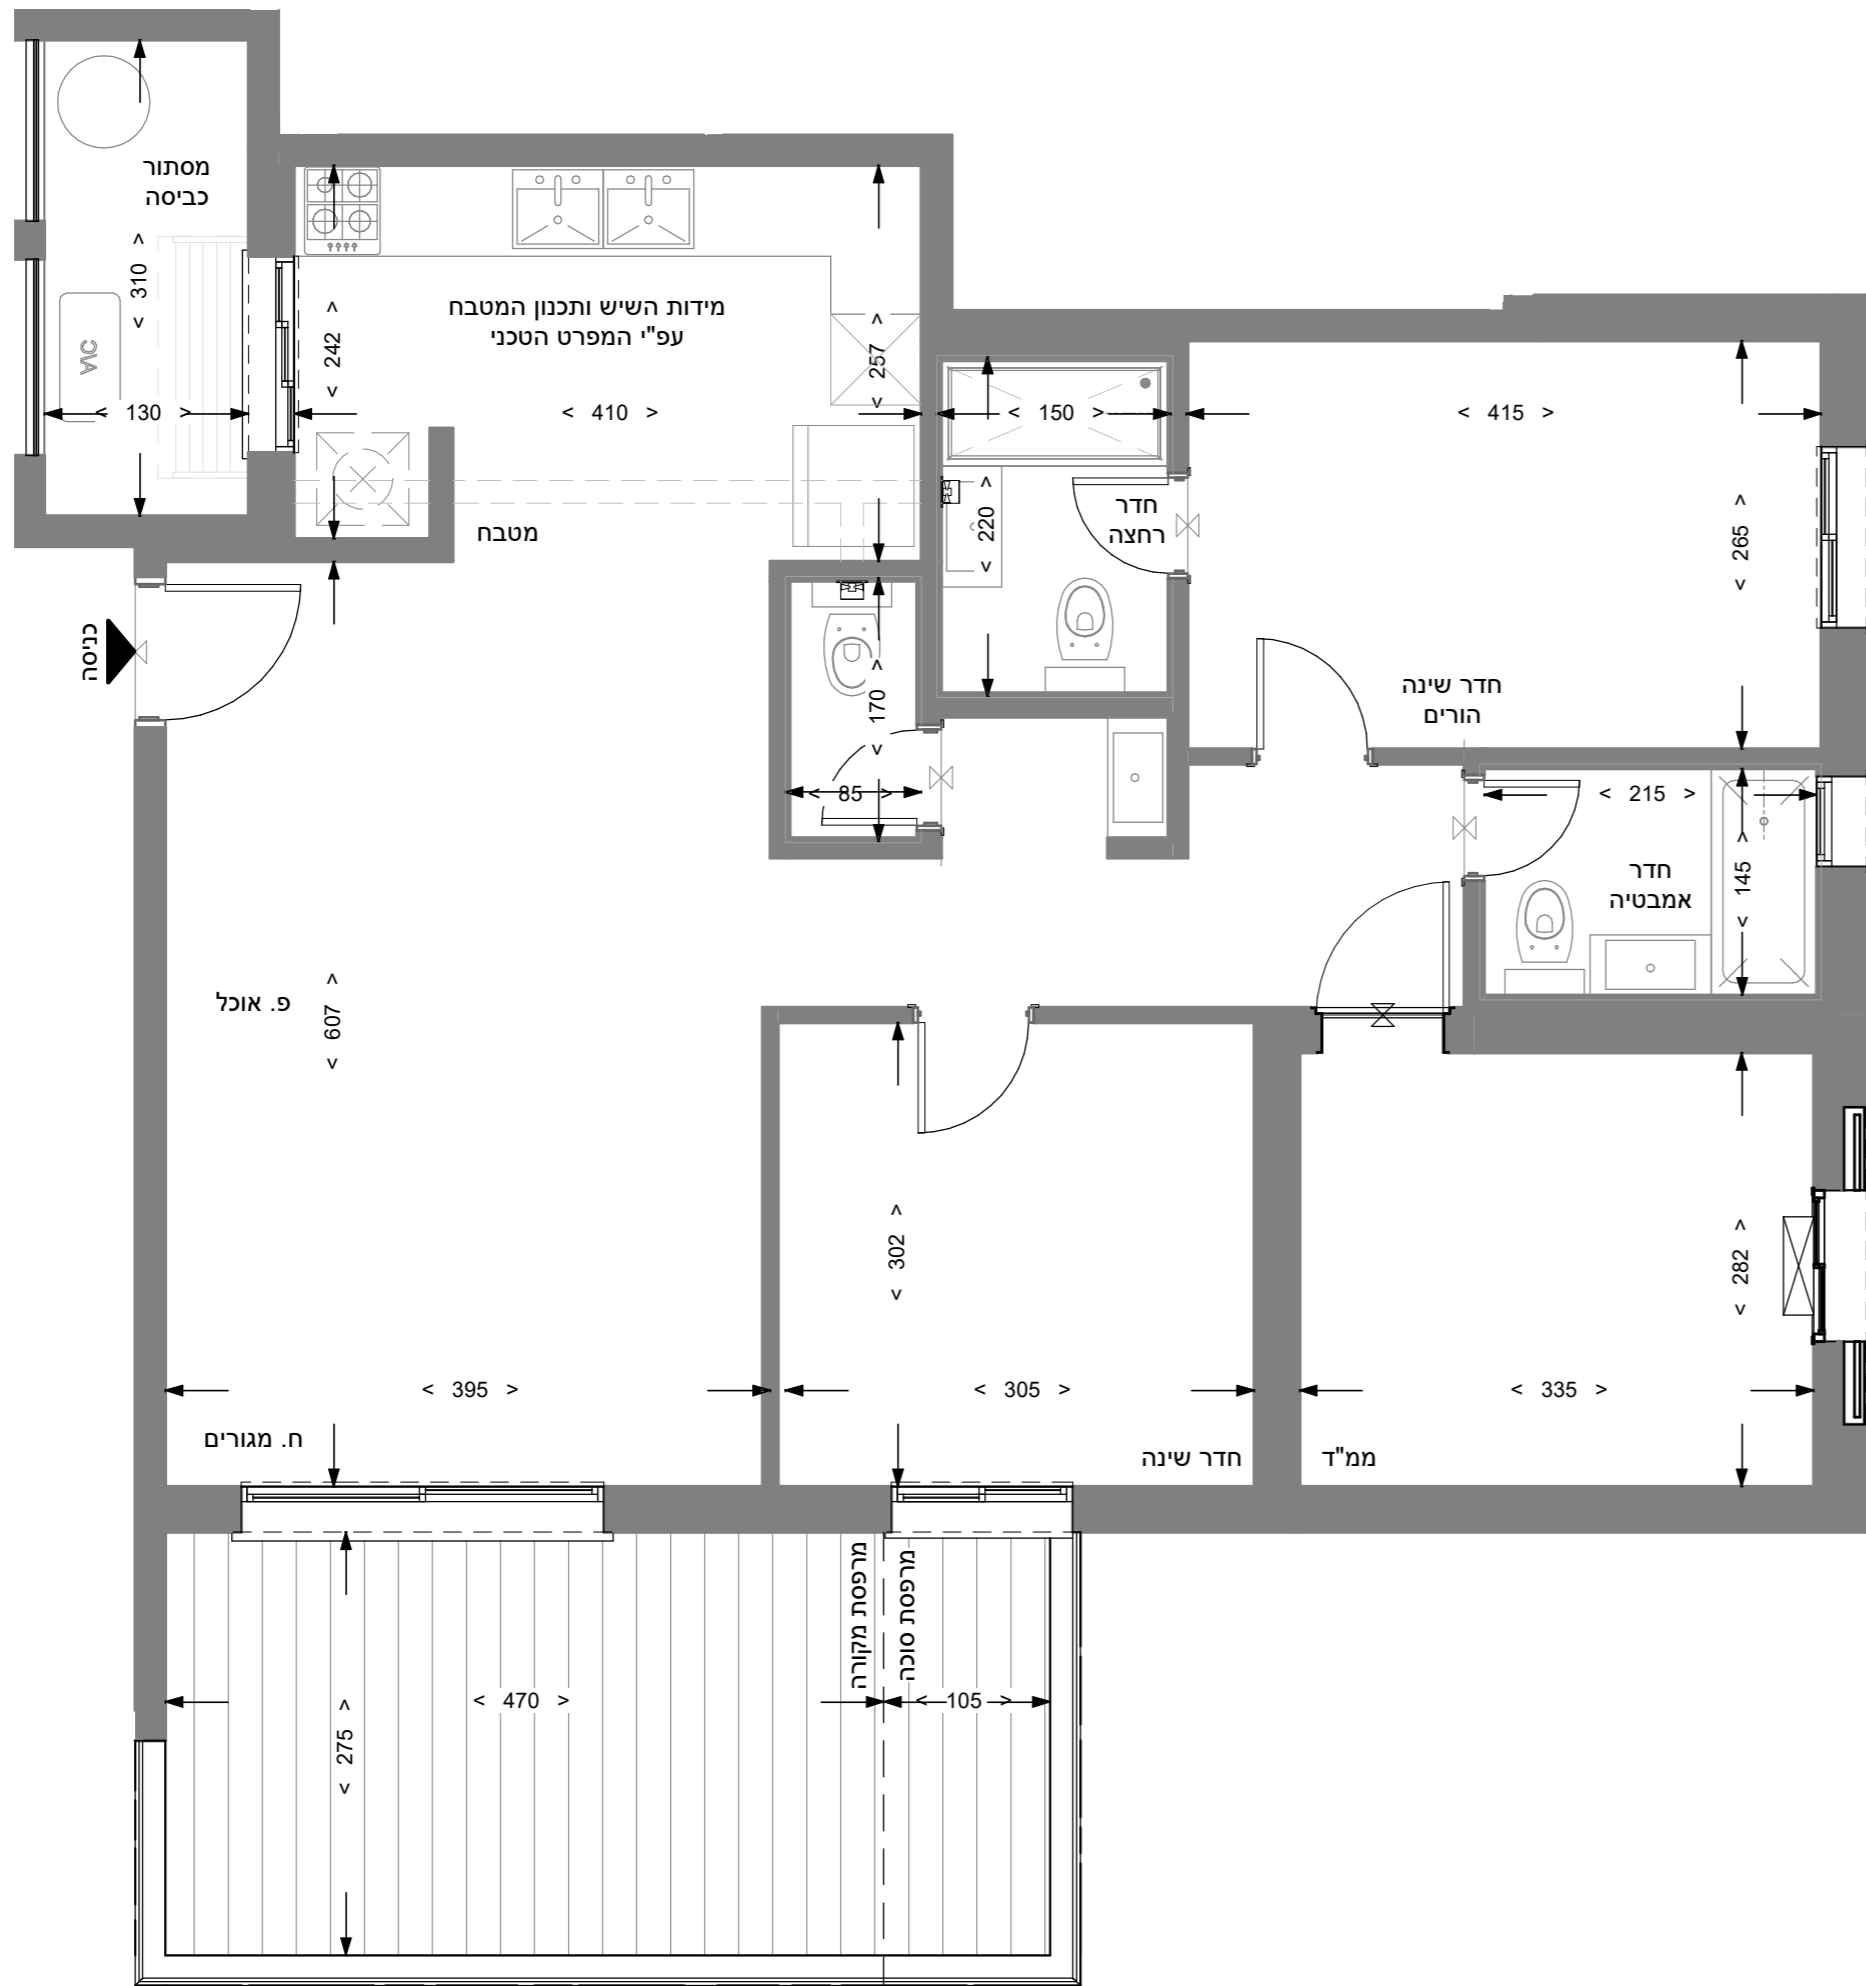 מסתור
כביסה
< 310 >
VAC
< 130 >
< 242 >
מידות השיש ותכנון המטבח
עפ"י המפרט הטכני
< 257 >
< 410 >
מטבח
< 150 >
< 220 >
חדר
רחצה
< 415 >
< 265 >
חדר שינה
הורים
כניסה
< 170 >
< 85 >
< 215 >
< 145 >
חדר
אמבטיה
פ. אוכל
< 607 >
< 302 >
< 282 >
< 395 >
< 305 >
< 335 >
ח. מגורים
חדר שינה
ממ"ד
מרפסת מקורה
מרפסת סוכה
< 470 >
< 105 >
< 275 >